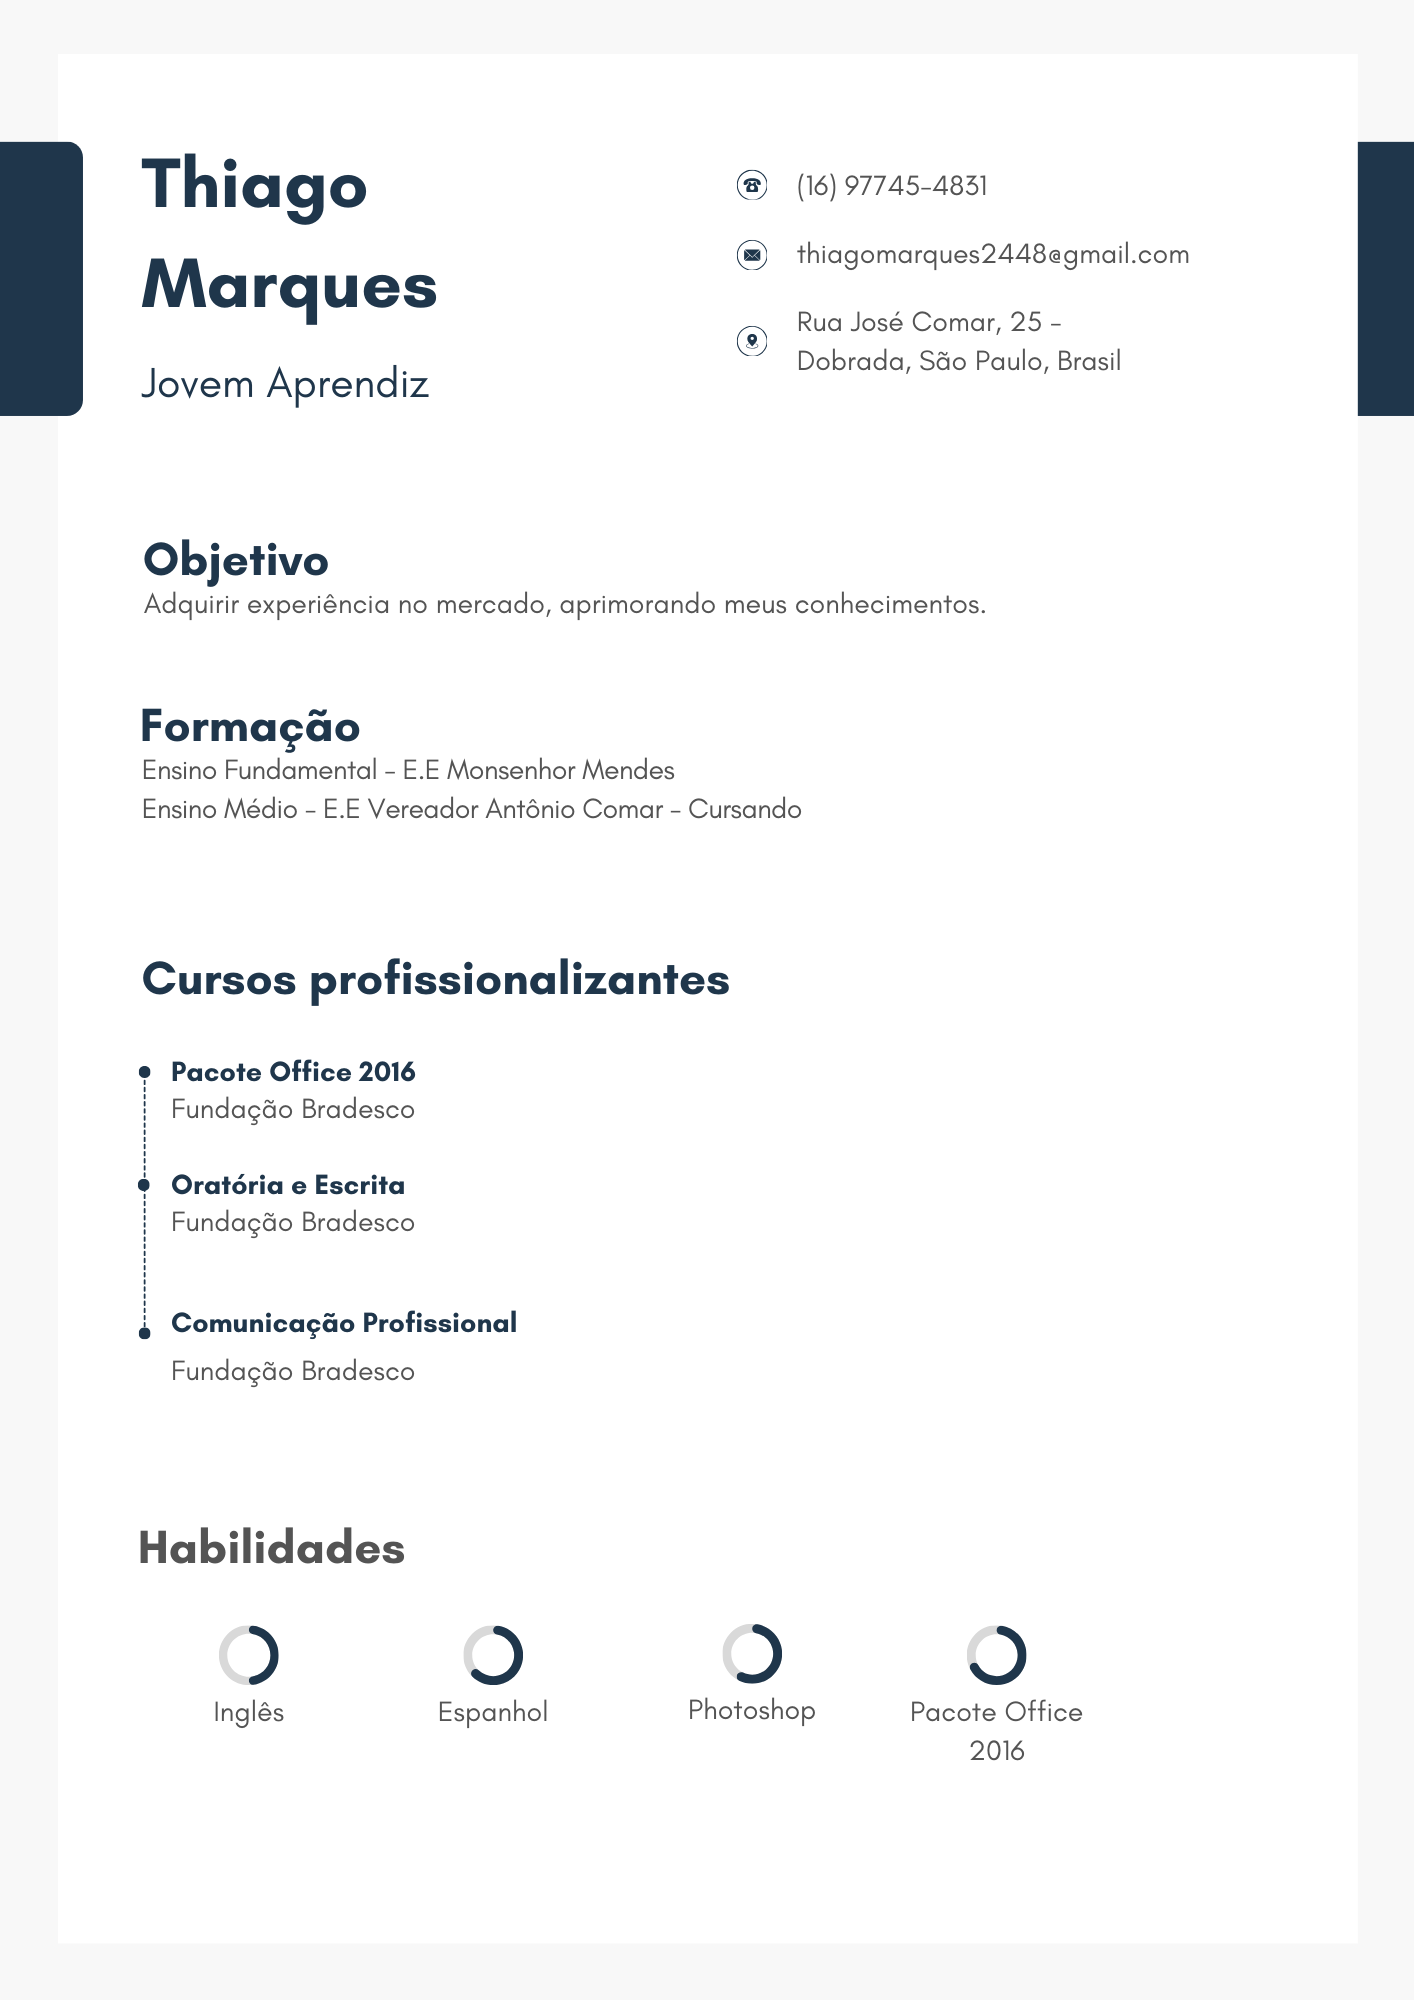 Thiago
Marques
Jovem Aprendiz
(16) 97745-4831
thiagomarques2448@gmail.com
Rua José Comar, 25 -
Dobrada, São Paulo, Brasil
Objetivo
Adquirir experiência no mercado, aprimorando meus conhecimentos.
Formação
Ensino Fundamental - E.E Monsenhor Mendes
Ensino Médio - E.E Vereador Antônio Comar - Cursando
Cursos profissionalizantes
Pacote Office 2016
Fundação Bradesco
Oratória e Escrita
Fundação Bradesco
Comunicação Profissional
Fundação Bradesco
Habilidades
Inglês
Espanhol
Photoshop
Pacote Office
2016